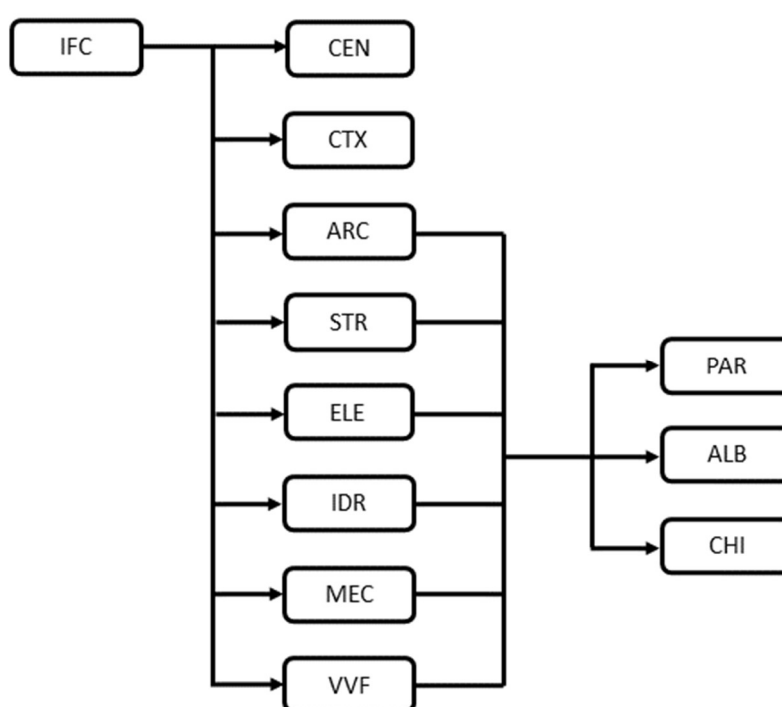 IFC
CEN
CTX
ARC
STR
ELE
IDR
MEC
VVF
PAR
ALB
CHI